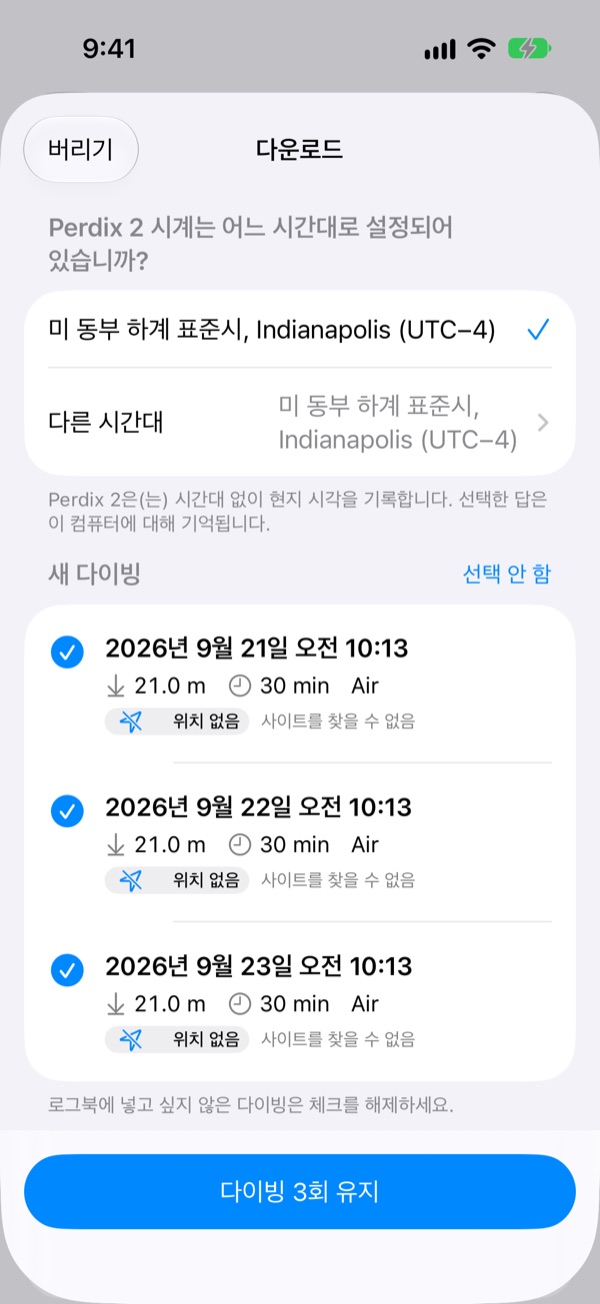 9:41
버리기
다운로드
Perdix 2 시계는 어느 시간대로 설정되어
있습니까?
미 동부 하계 표준시, Indianapolis (UTC−4)
다른 시간대
미 동부 하계 표준시,
Indianapolis (UTC−4)
Perdix 2은(는) 시간대 없이 현지 시각을 기록합니다. 선택한 답은
이 컴퓨터에 대해 기억됩니다.
새 다이빙
선택 안 함
2026년 9월 21일 오전 10:13
21.0 m 30 min Air
위치 없음 사이트를 찾을 수 없음
2026년 9월 22일 오전 10:13
21.0 m 30 min Air
위치 없음 사이트를 찾을 수 없음
2026년 9월 23일 오전 10:13
21.0 m 30 min Air
위치 없음 사이트를 찾을 수 없음
로그북에 넣고 싶지 않은 다이빙은 체크를 해제하세요.
다이빙 3회 유지